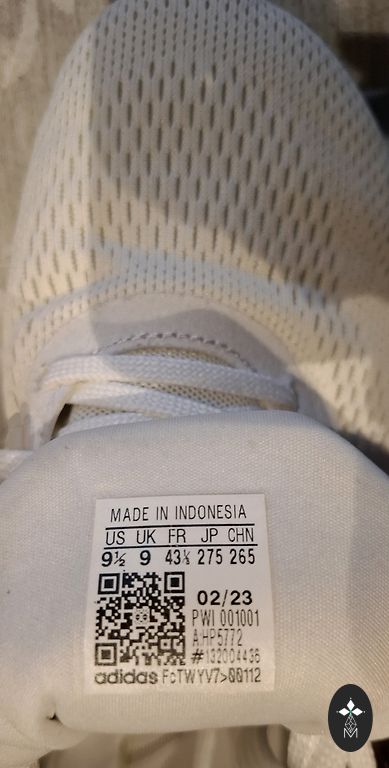 MADE IN INDONESIA
US UK FR JP CHN
9½ 9 43⅓ 275 265
02/23
PWI 001001
A:HP5772
#132004436
adidas FcTWYV7>00112